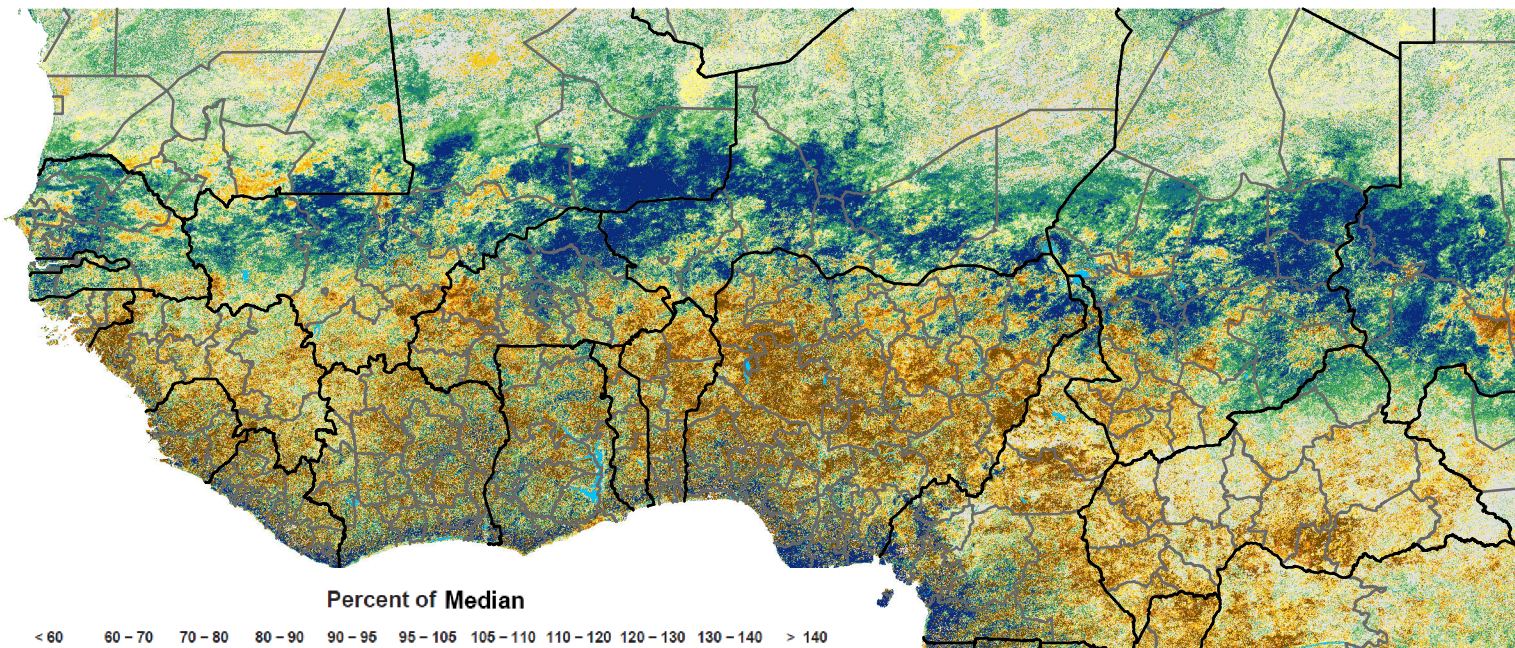 Percent of Median
< 60 60 – 70 70 – 80 80 – 90 90 – 95 95 – 105 105 – 110 110 – 120 120 – 130 130 – 140 > 140